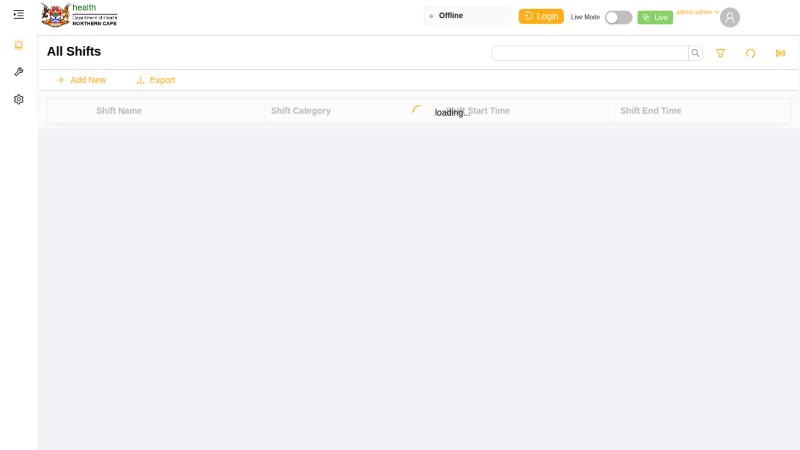 health
Department of Health
NORTHERN CAPE
Offline
Login
Live Mode
Live
admin admin
All Shifts
Add New
Export
Shift Name
Shift Category
Shift Start Time
Shift End Time
loading...